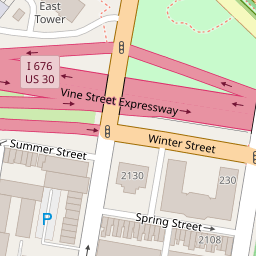 East
Tower
I 676
US 30
Vine Street Expressway
Winter Street
Summer Street
2130
230
P
Spring Street
2108